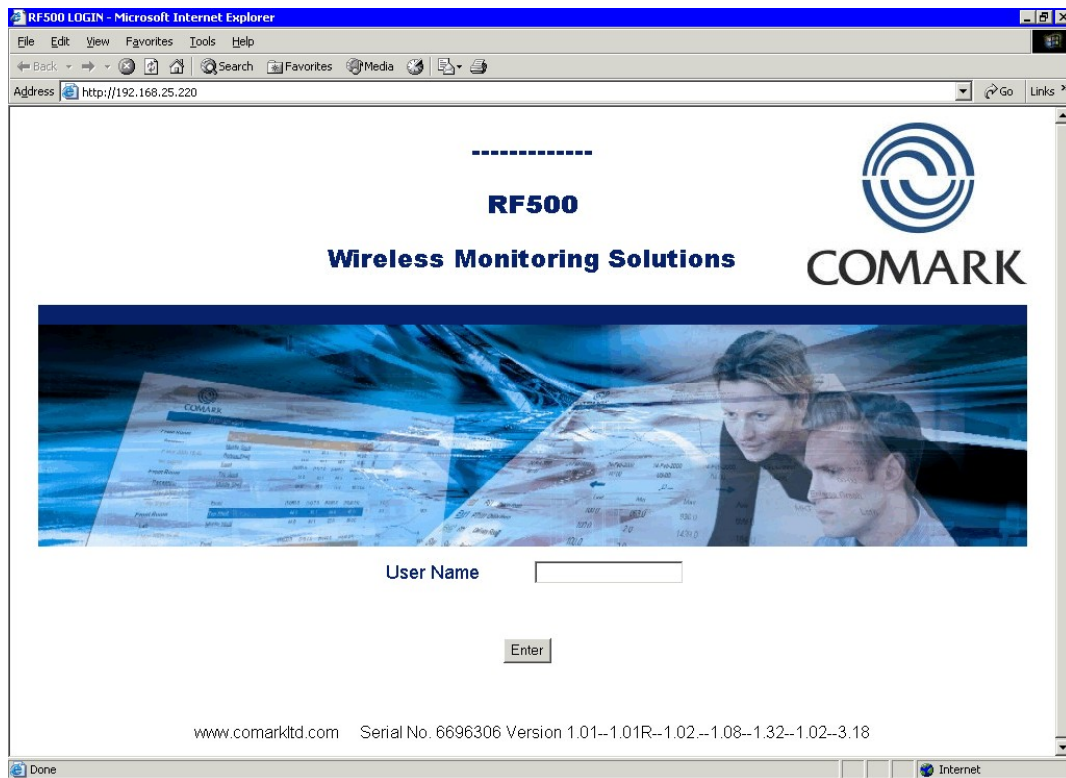 RF500 LOGIN - Microsoft Internet Explorer
File Edit View Favorites Tools Help
Back Search Favorites Media
Address http://192.168.25.220 Go Links »
-------------
RF500
Wireless Monitoring Solutions
COMARK
COMARK
User Name
Enter
www.comarkltd.com Serial No. 6696306 Version 1.01--1.01R--1.02.--1.08--1.32--1.02--3.18
Done Internet